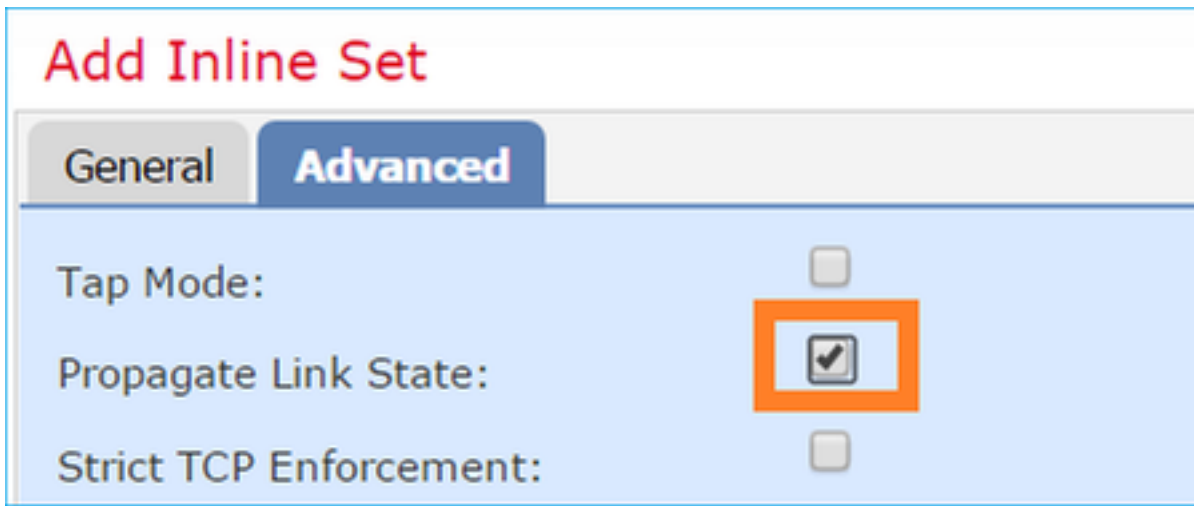 Add Inline Set
General Advanced
Tap Mode:
Propagate Link State:
Strict TCP Enforcement: